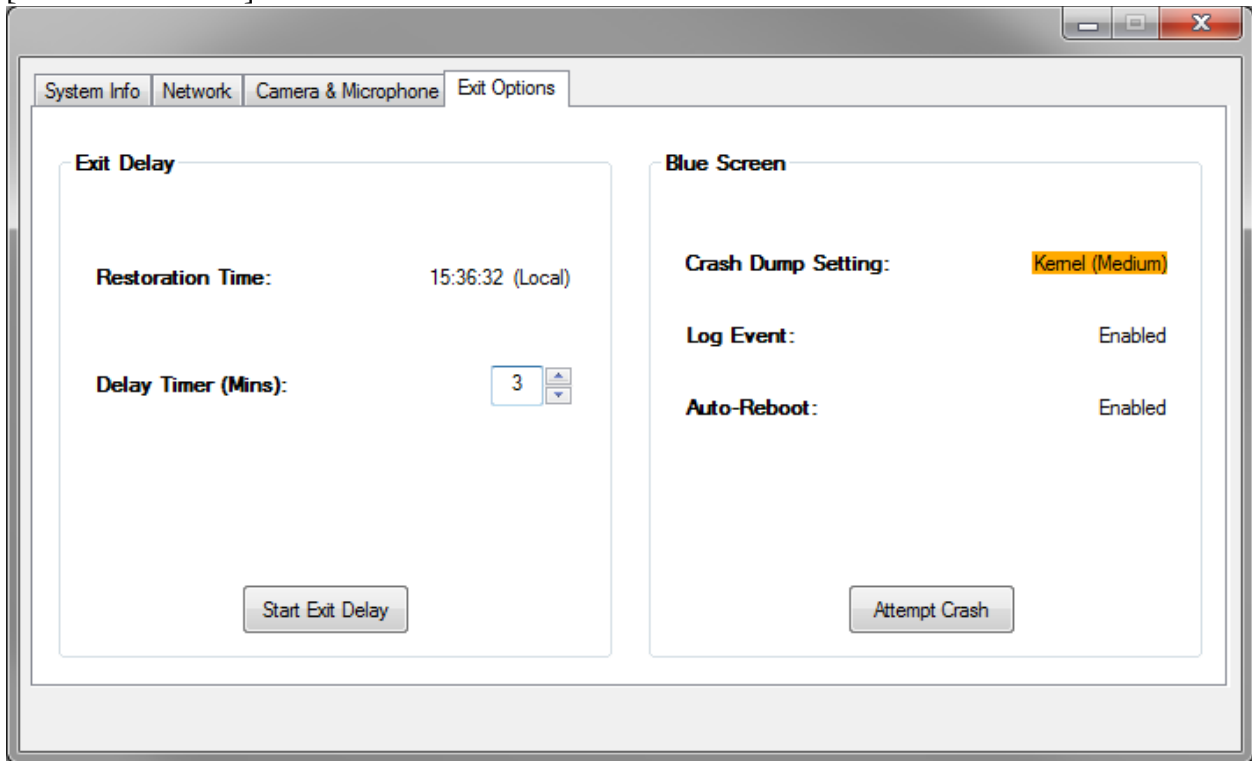 System Info Network Camera & Microphone Exit Options
Exit Delay
Restoration Time: 15:36:32 (Local)
Delay Timer (Mins): 3
Start Exit Delay
Blue Screen
Crash Dump Setting: Kernel (Medium)
Log Event: Enabled
Auto-Reboot: Enabled
Attempt Crash